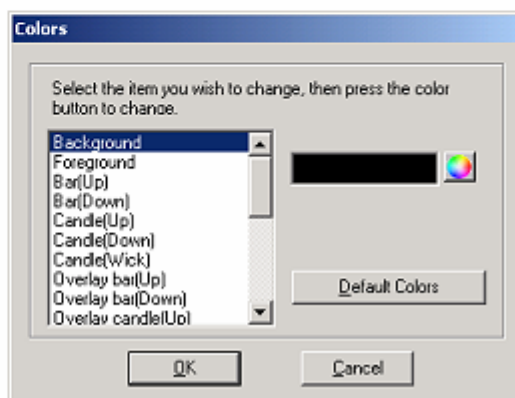 Colors
Select the item you wish to change, then press the color
button to change.
Background
Foreground
Bar(Up)
Bar(Down)
Candle(Up)
Candle(Down)
Candle(Wick)
Overlay bar(Up)
Overlay bar(Down)
Overlay candle(Up)
Default Colors
OK
Cancel